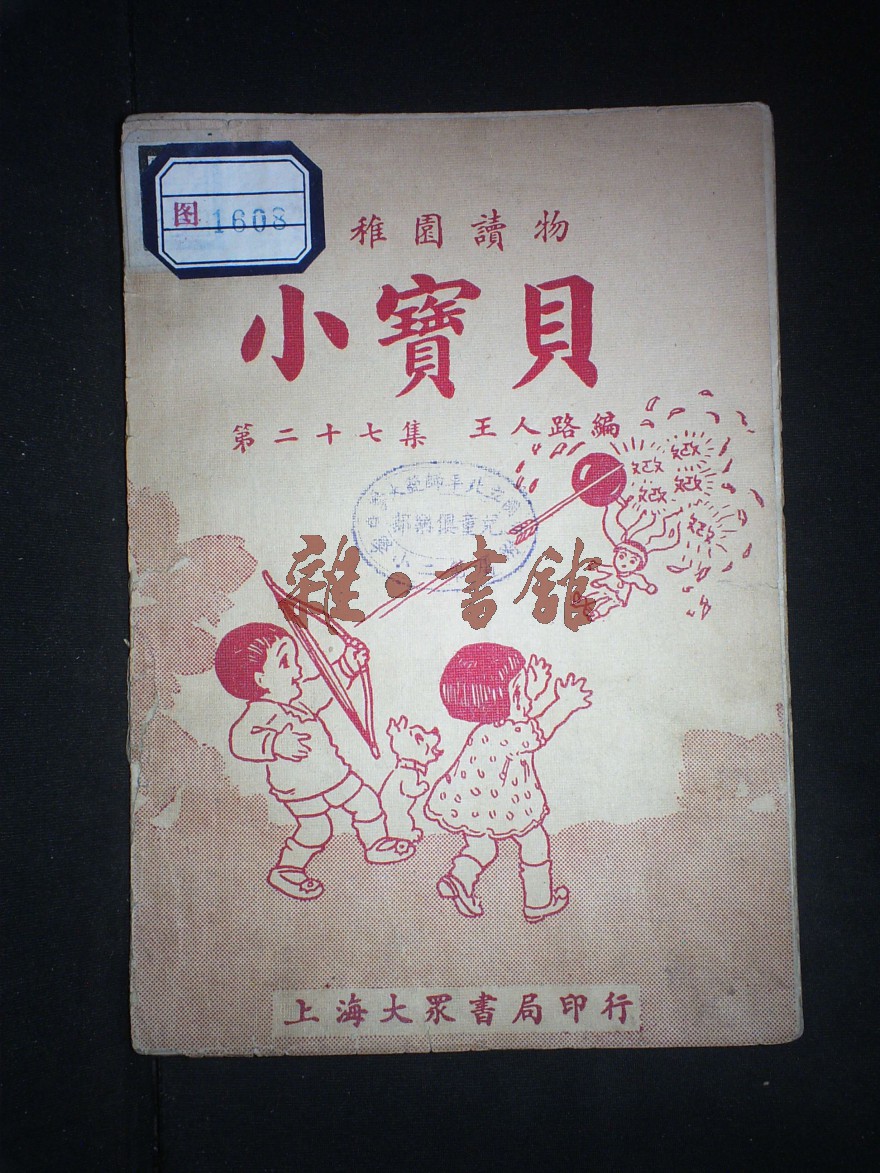 图 1608
稚園讀物
小寶貝
第二十七集 王人路編
雜·書舘
上海大眾書局印行